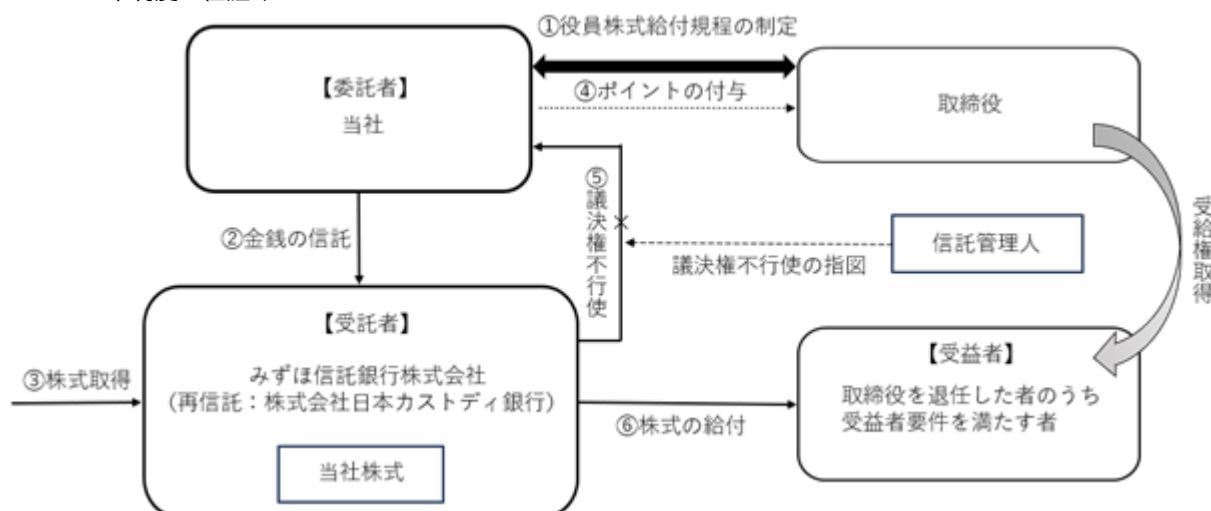 ①役員株式給付規程の制定
【委託者】
当社
④ポイントの付与
取締役
⑤議決権不行使
②金銭の信託
信託管理人
議決権不行使の指図
受給権取得
【受託者】
みずほ信託銀行株式会社
(再信託：株式会社日本カストディ銀行)
当社株式
③株式取得
⑥株式の給付
【受益者】
取締役を退任した者のうち
受益者要件を満たす者